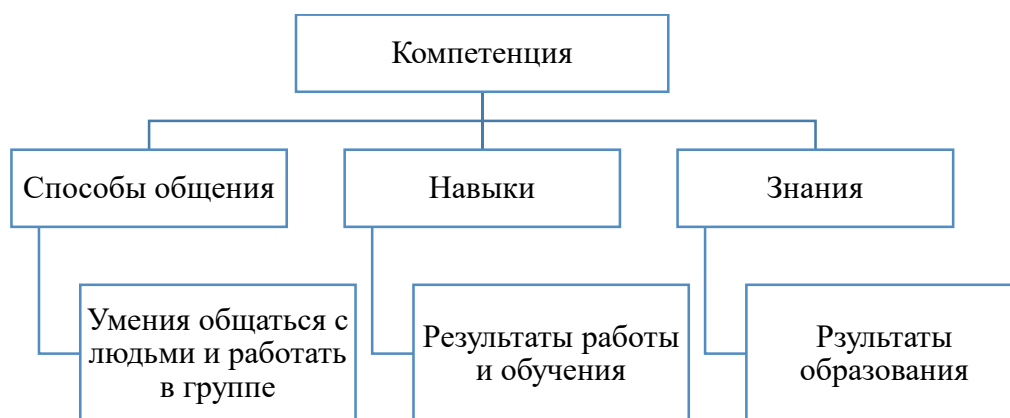 Компетенция
Способы общения
Навыки
Знания
Умения общаться с
людьми и работать
в группе
Результаты работы
и обучения
Рзультаты
образования